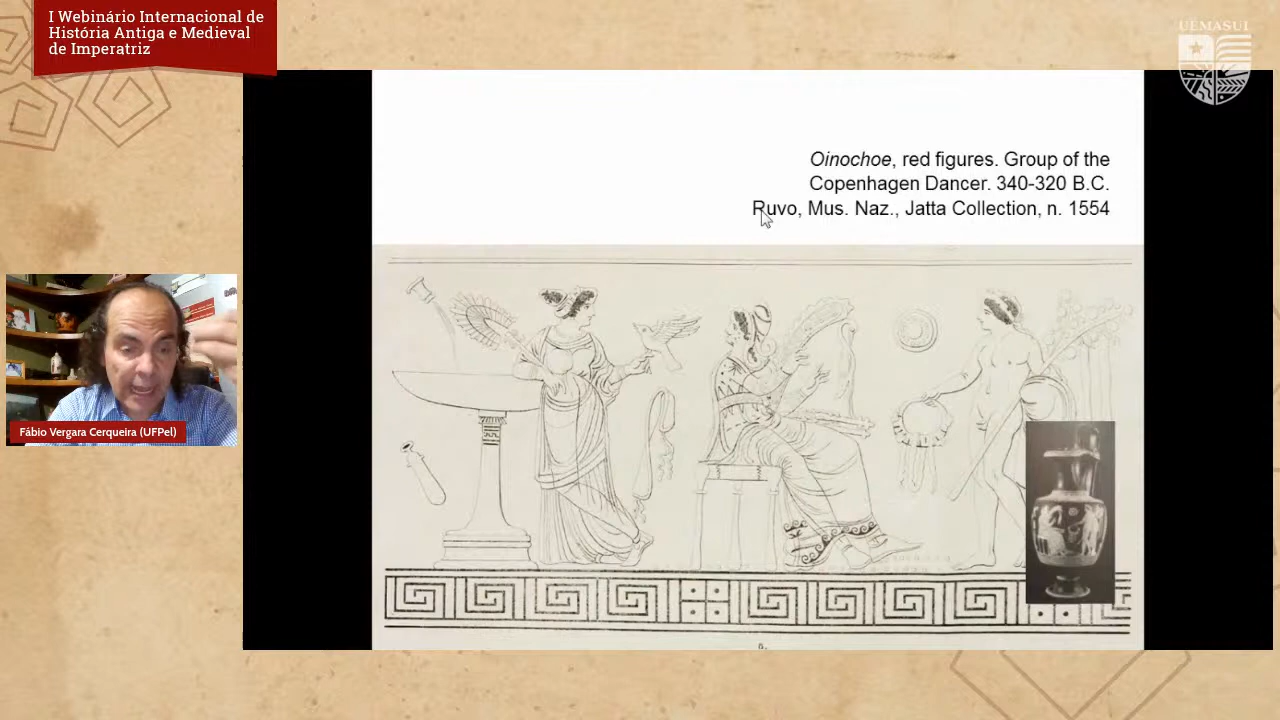 I Webinário Internacional de
História Antiga e Medieval
de Imperatriz
UEMASUL
Oinochoe, red figures. Group of the
Copenhagen Dancer. 340-320 B.C.
Ruvo, Mus. Naz., Jatta Collection, n. 1554
Fábio Vergara Cerqueira (UFPel)